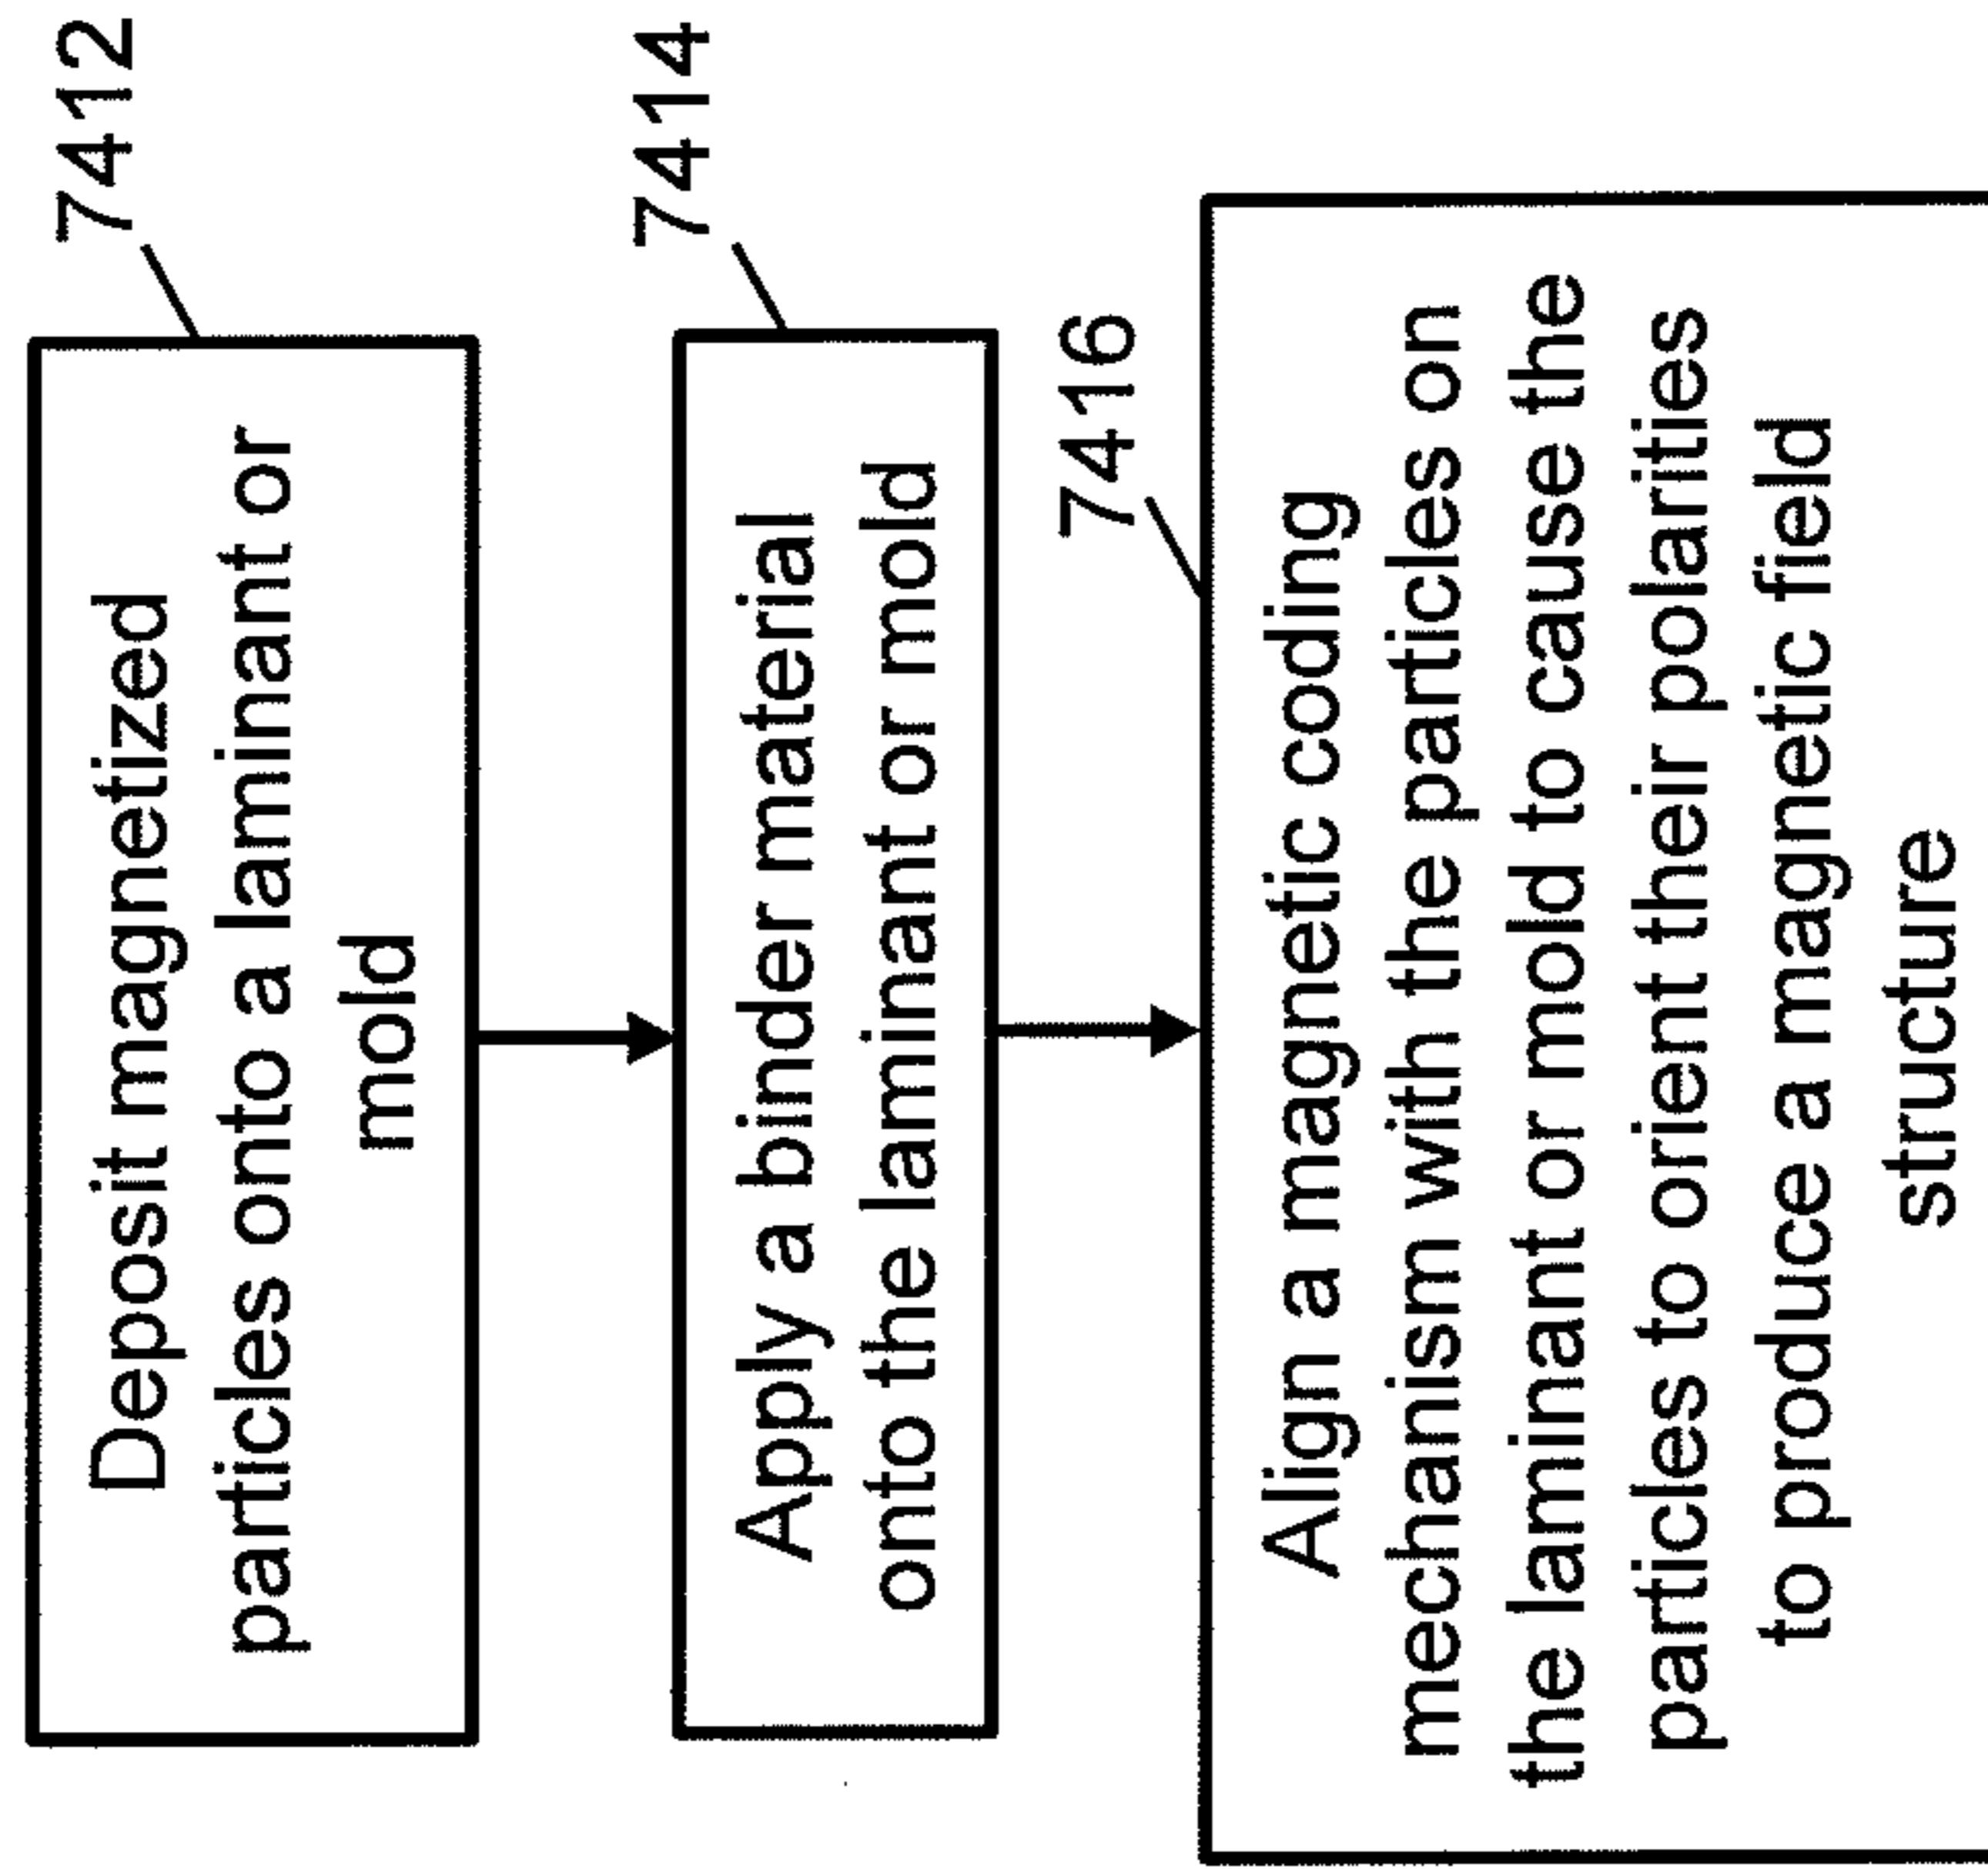 7412
Deposit magnetized
particles onto a laminant or
mold
7414
Apply a binder material
onto the laminant or mold
7416
Align a magnetic coding
mechanism with the particles on
the laminant or mold to cause the
particles to orient their polarities
to produce a magnetic field
structure